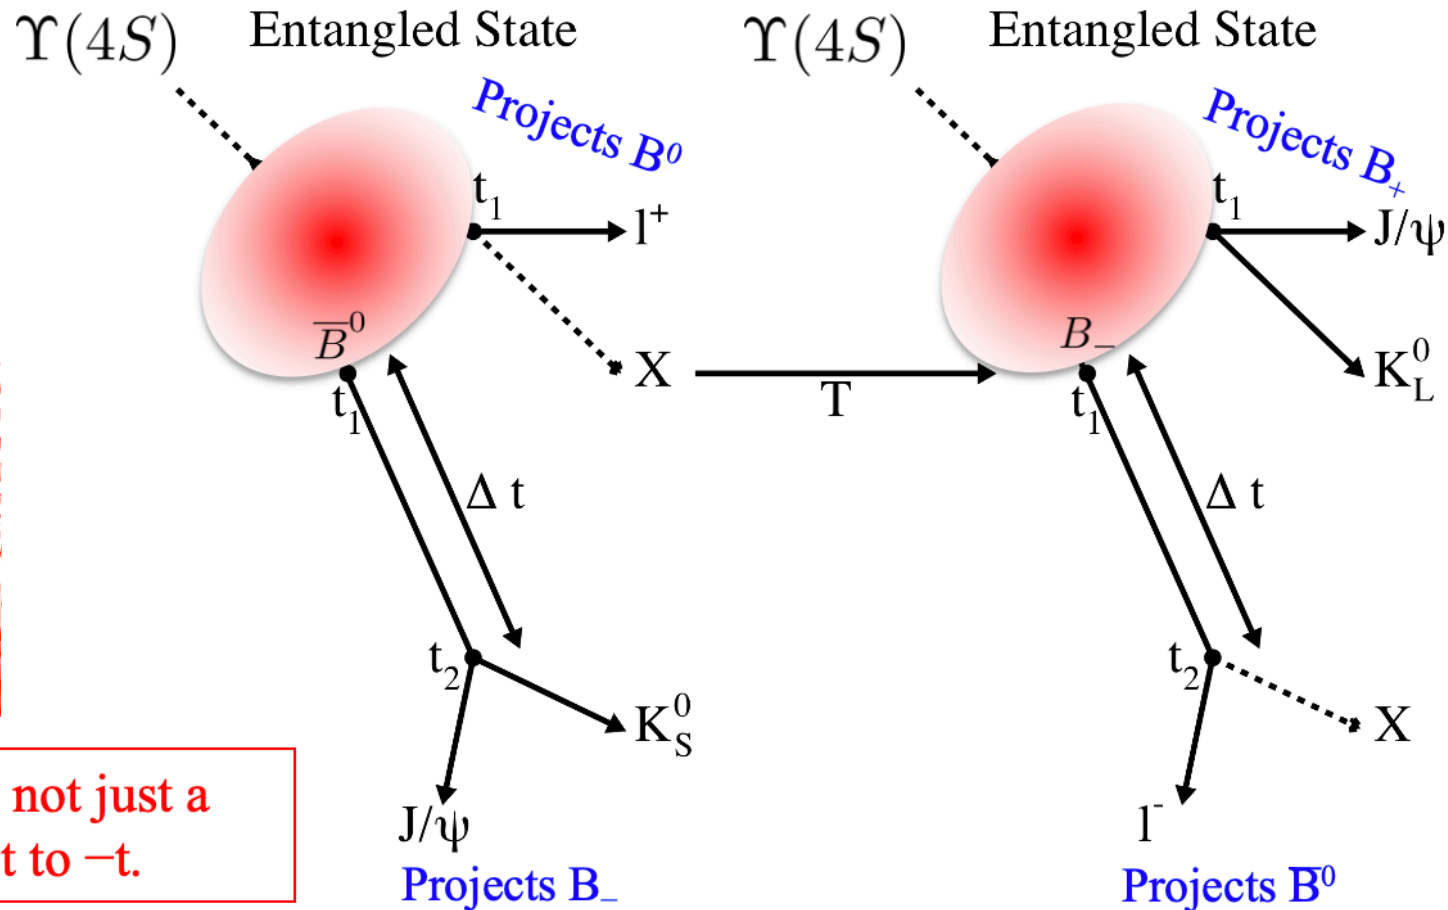 ϒ(4S) Entangled State
Projects B⁰
t₁
l⁺
B̅⁰
X
t₁
Δ t
t₂
K⁰_S
J/ψ
Projects B₋
T
ϒ(4S) Entangled State
Projects B₊
t₁
J/ψ
B₋
K⁰_L
t₁
Δ t
t₂
X
l⁻
Projects B̅⁰
not just a
t to −t.